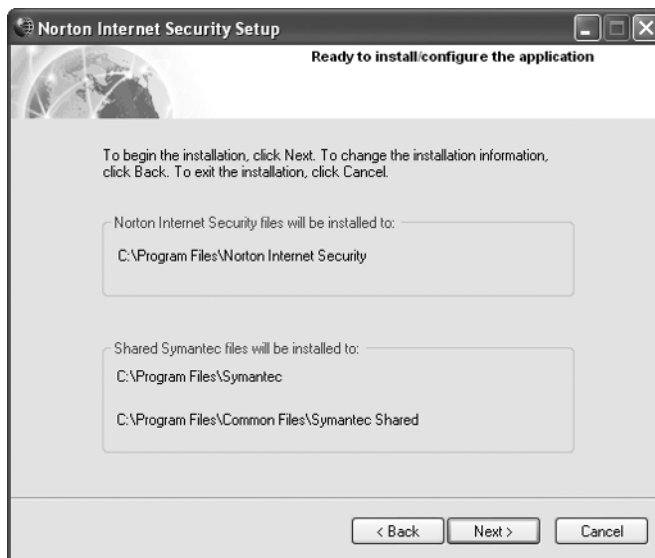 Norton Internet Security Setup
Ready to install/configure the application
To begin the installation, click Next. To change the installation information,
click Back. To exit the installation, click Cancel.
Norton Internet Security files will be installed to:
C:\Program Files\Norton Internet Security
Shared Symantec files will be installed to:
C:\Program Files\Symantec
C:\Program Files\Common Files\Symantec Shared
< Back
Next >
Cancel